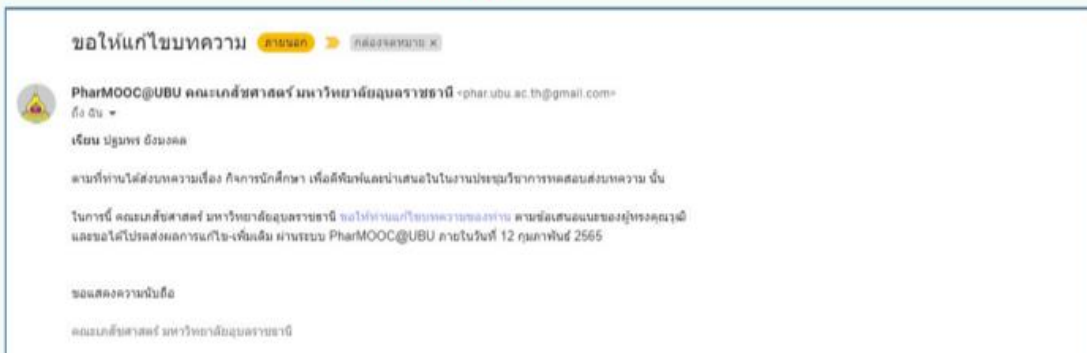 ขอให้แก้ไขบทความ ภายนอก กล่องจดหมาย ×
PharMOOC@UBU คณะเภสัชศาสตร์ มหาวิทยาลัยอุบลราชธานี <phar.ubu.ac.th@gmail.com>
ถึง ฉัน
เรียน ปฐมพร ยังมงคล
ตามที่ท่านได้ส่งบทความเรื่อง กิจการนักศึกษา เพื่อตีพิมพ์และนำเสนอในในงานประชุมวิชาการทดสอบส่งบทความ นั้น
ในการนี้ คณะเภสัชศาสตร์ มหาวิทยาลัยอุบลราชธานี ขอให้ท่านแก้ไขบทความของท่าน ตามข้อเสนอแนะของผู้ทรงคุณวุฒิ
และขอได้โปรดส่งผลการแก้ไข-เพิ่มเติม ผ่านระบบ PharMOOC@UBU ภายในวันที่ 12 กุมภาพันธ์ 2565
ขอแสดงความนับถือ
คณะเภสัชศาสตร์ มหาวิทยาลัยอุบลราชธานี